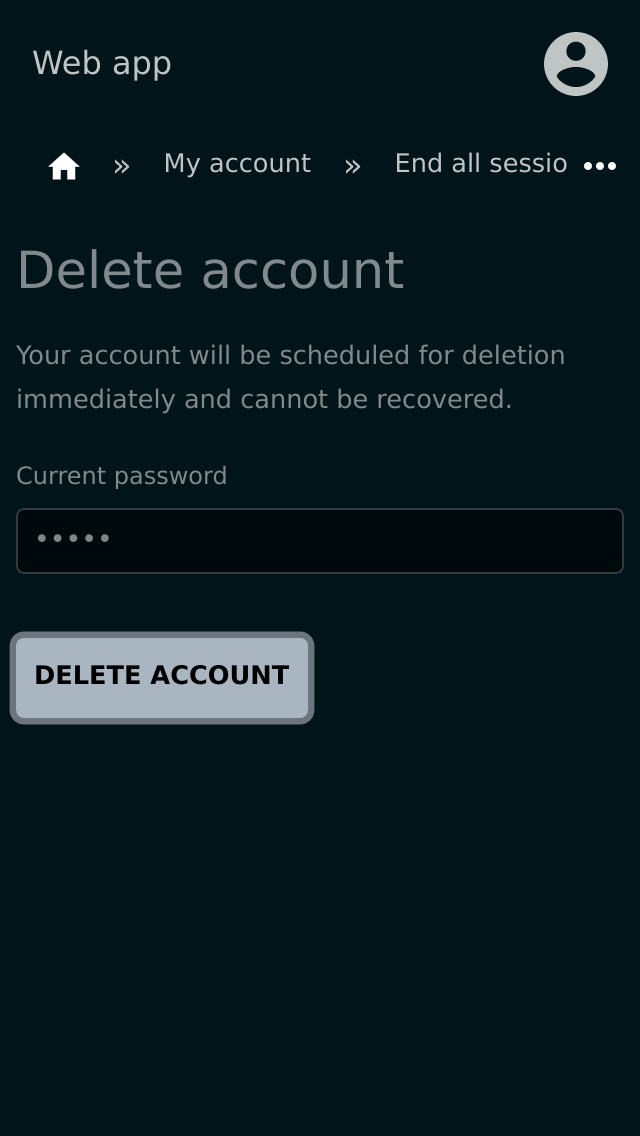 Web app
» My account » End all sessio
Delete account
Your account will be scheduled for deletion
immediately and cannot be recovered.
Current password
•••••
DELETE ACCOUNT